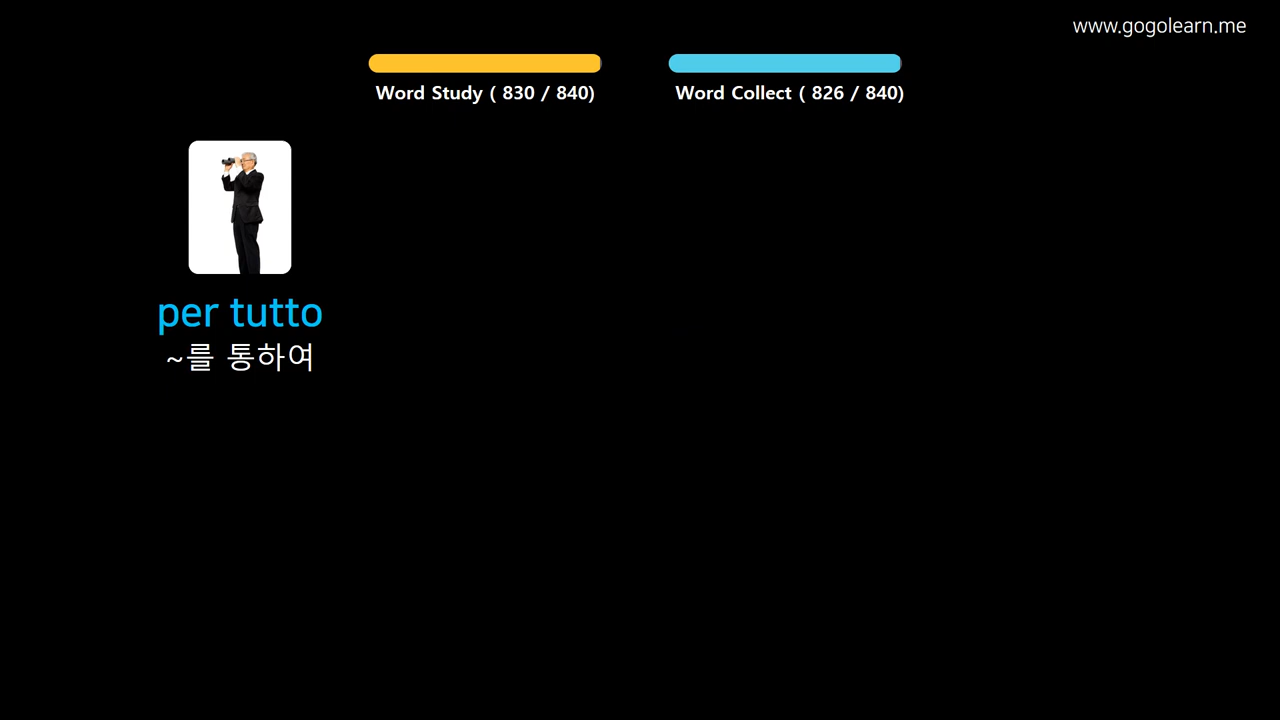 www.gogolearn.me
Word Study ( 830 / 840)
Word Collect ( 826 / 840)
per tutto
~를 통하여